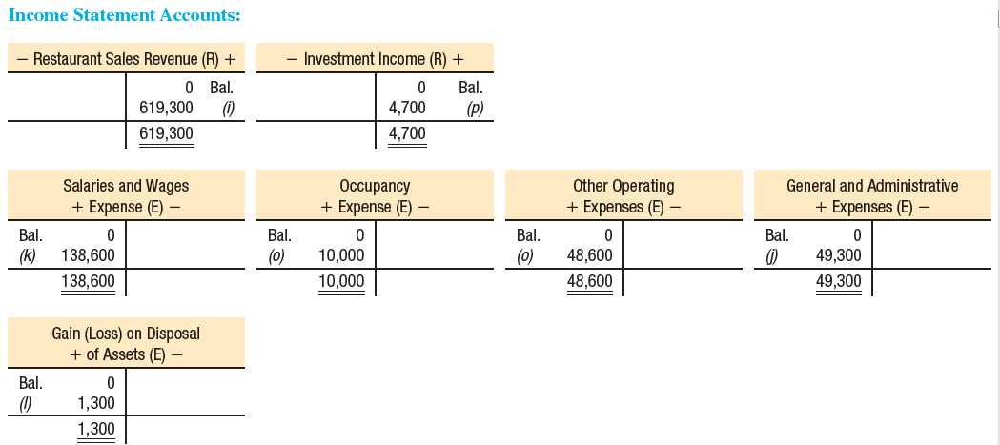 Income Statement Accounts:
− Restaurant Sales Revenue (R) +
− Investment Income (R) +
0 Bal.
619,300 (i)
619,300
0 Bal.
4,700 (p)
4,700
Salaries and Wages
+ Expense (E) −
Occupancy
+ Expense (E) −
Other Operating
+ Expenses (E) −
General and Administrative
+ Expenses (E) −
Bal. 0
(k) 138,600
138,600
Bal. 0
(o) 10,000
10,000
Bal. 0
(o) 48,600
48,600
Bal. 0
(j) 49,300
49,300
Gain (Loss) on Disposal
+ of Assets (E) −
Bal. 0
(l) 1,300
1,300